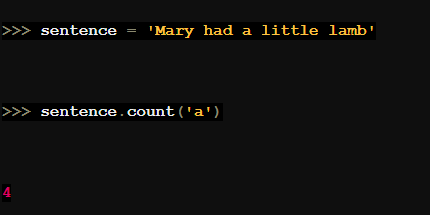 >>> sentence = 'Mary had a little lamb'
>>> sentence.count('a')
4